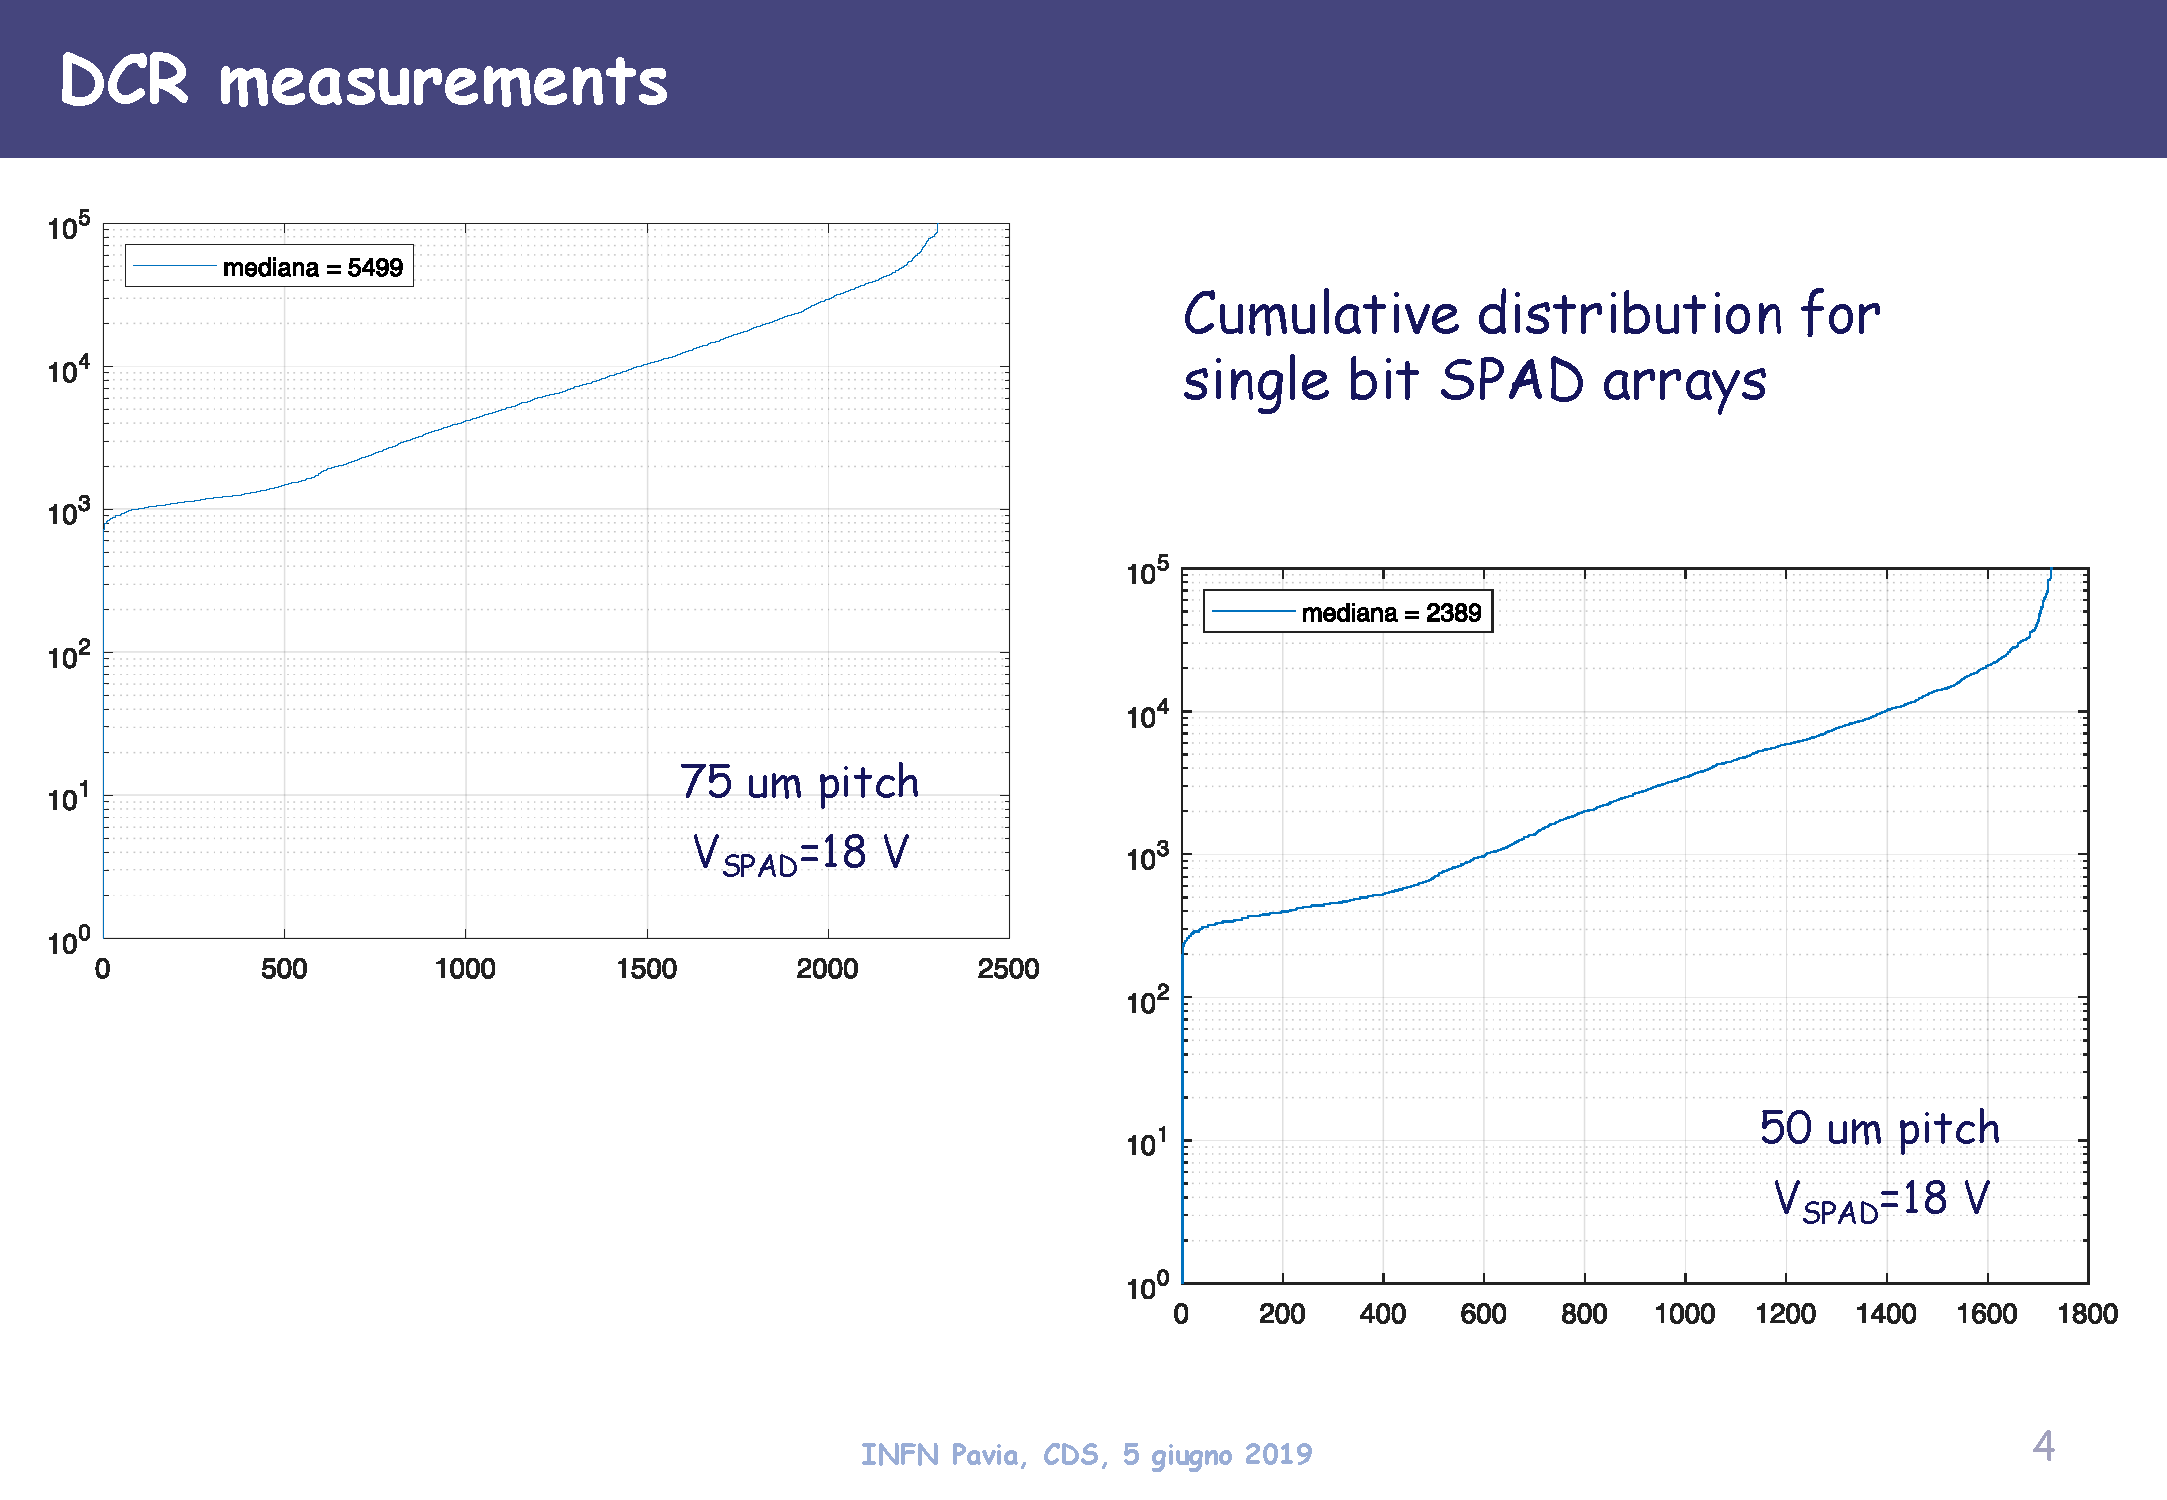 DCR measurements
10^5
10^4
10^3
10^2
10^1
10^0
mediana = 5499
75 um pitch
V_SPAD=18 V
0 500 1000 1500 2000 2500
Cumulative distribution for
single bit SPAD arrays
10^5
10^4
10^3
10^2
10^1
10^0
mediana = 2389
50 um pitch
V_SPAD=18 V
0 200 400 600 800 1000 1200 1400 1600 1800
INFN Pavia, CDS, 5 giugno 2019
4